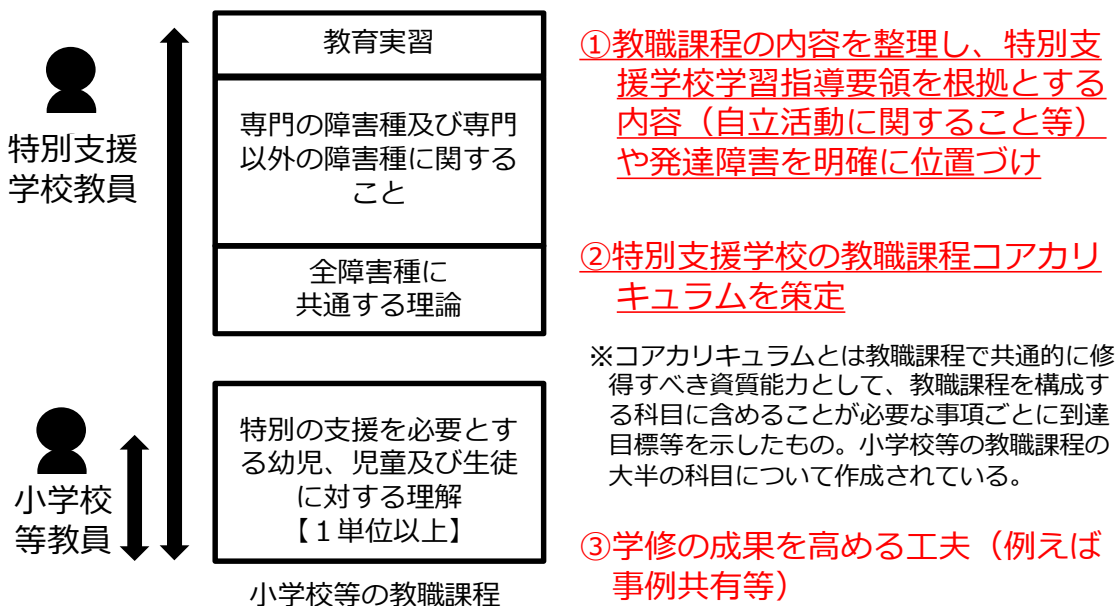 特別支援
学校教員
教育実習
専門の障害種及び専門
以外の障害種に関する
こと
全障害種に
共通する理論
小学校
等教員
特別の支援を必要とす
る幼児、児童及び生徒
に対する理解
【１単位以上】
小学校等の教職課程
①教職課程の内容を整理し、特別支
援学校学習指導要領を根拠とする
内容（自立活動に関すること等）
や発達障害を明確に位置づけ
②特別支援学校の教職課程コアカリ
キュラムを策定
※コアカリキュラムとは教職課程で共通的に修
得すべき資質能力として、教職課程を構成す
る科目に含めることが必要な事項ごとに到達
目標等を示したもの。小学校等の教職課程の
大半の科目について作成されている。
③学修の成果を高める工夫（例えば
事例共有等）